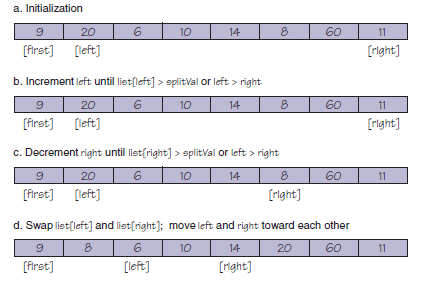 a. Initialization
9 20 6 10 14 8 60 11
[first] [left] [right]
b. Increment left until list[left] > splitVal or left > right
9 20 6 10 14 8 60 11
[first] [left] [right]
c. Decrement right until list[right] > splitVal or left > right
9 20 6 10 14 8 60 11
[first] [left] [right]
d. Swap list[left] and list[right]; move left and right toward each other
9 8 6 10 14 20 60 11
[first] [left] [right]